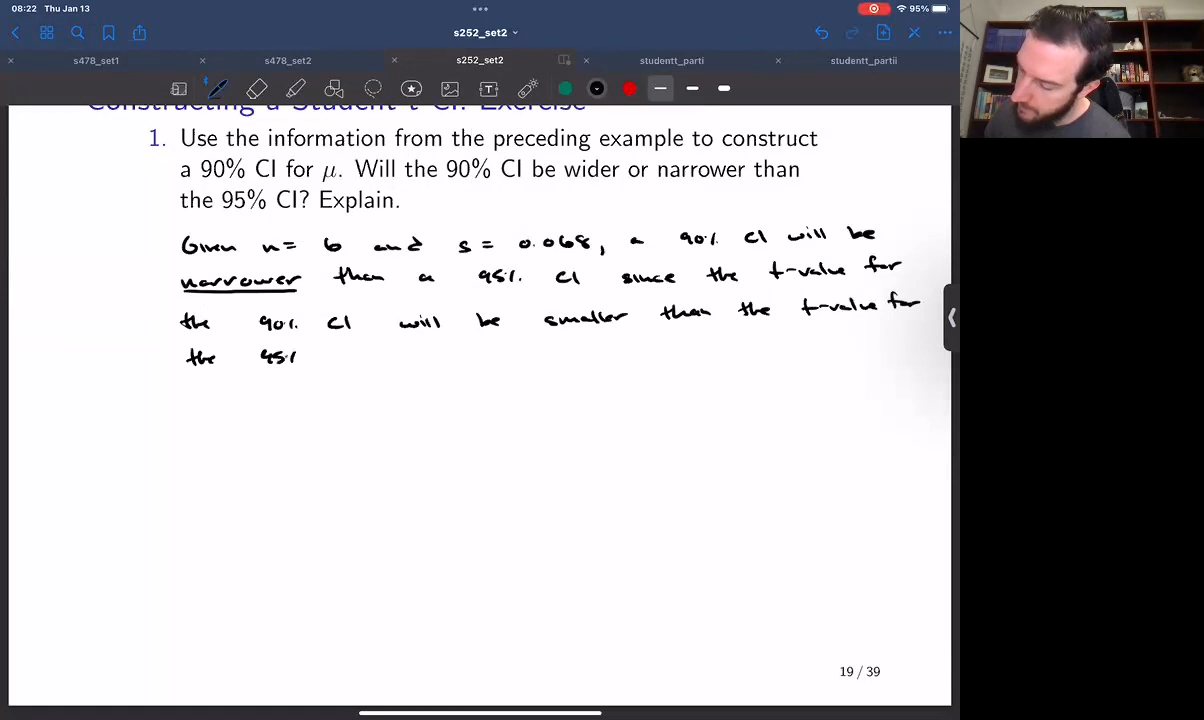 08:22 Thu Jan 13
95%
s252_set2
s478_set1
s478_set2
s252_set2
studentt_parti
studentt_partii
Constructing a Student t CI: Exercise
1. Use the information from the preceding example to construct
a 90% CI for μ. Will the 90% CI be wider or narrower than
the 95% CI? Explain.
Given n = 6 and s = 0.068, a 90% CI will be
narrower than a 95% CI since the t-value for
the 90% CI will be smaller than the t-value for
the 95%
19 / 39